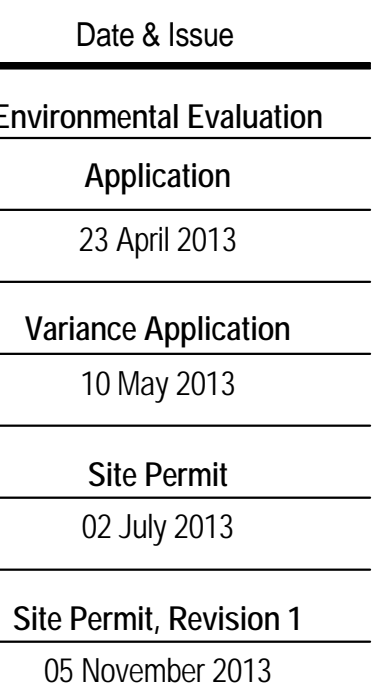 Date & Issue
Environmental Evaluation
Application
23 April 2013
Variance Application
10 May 2013
Site Permit
02 July 2013
Site Permit, Revision 1
05 November 2013